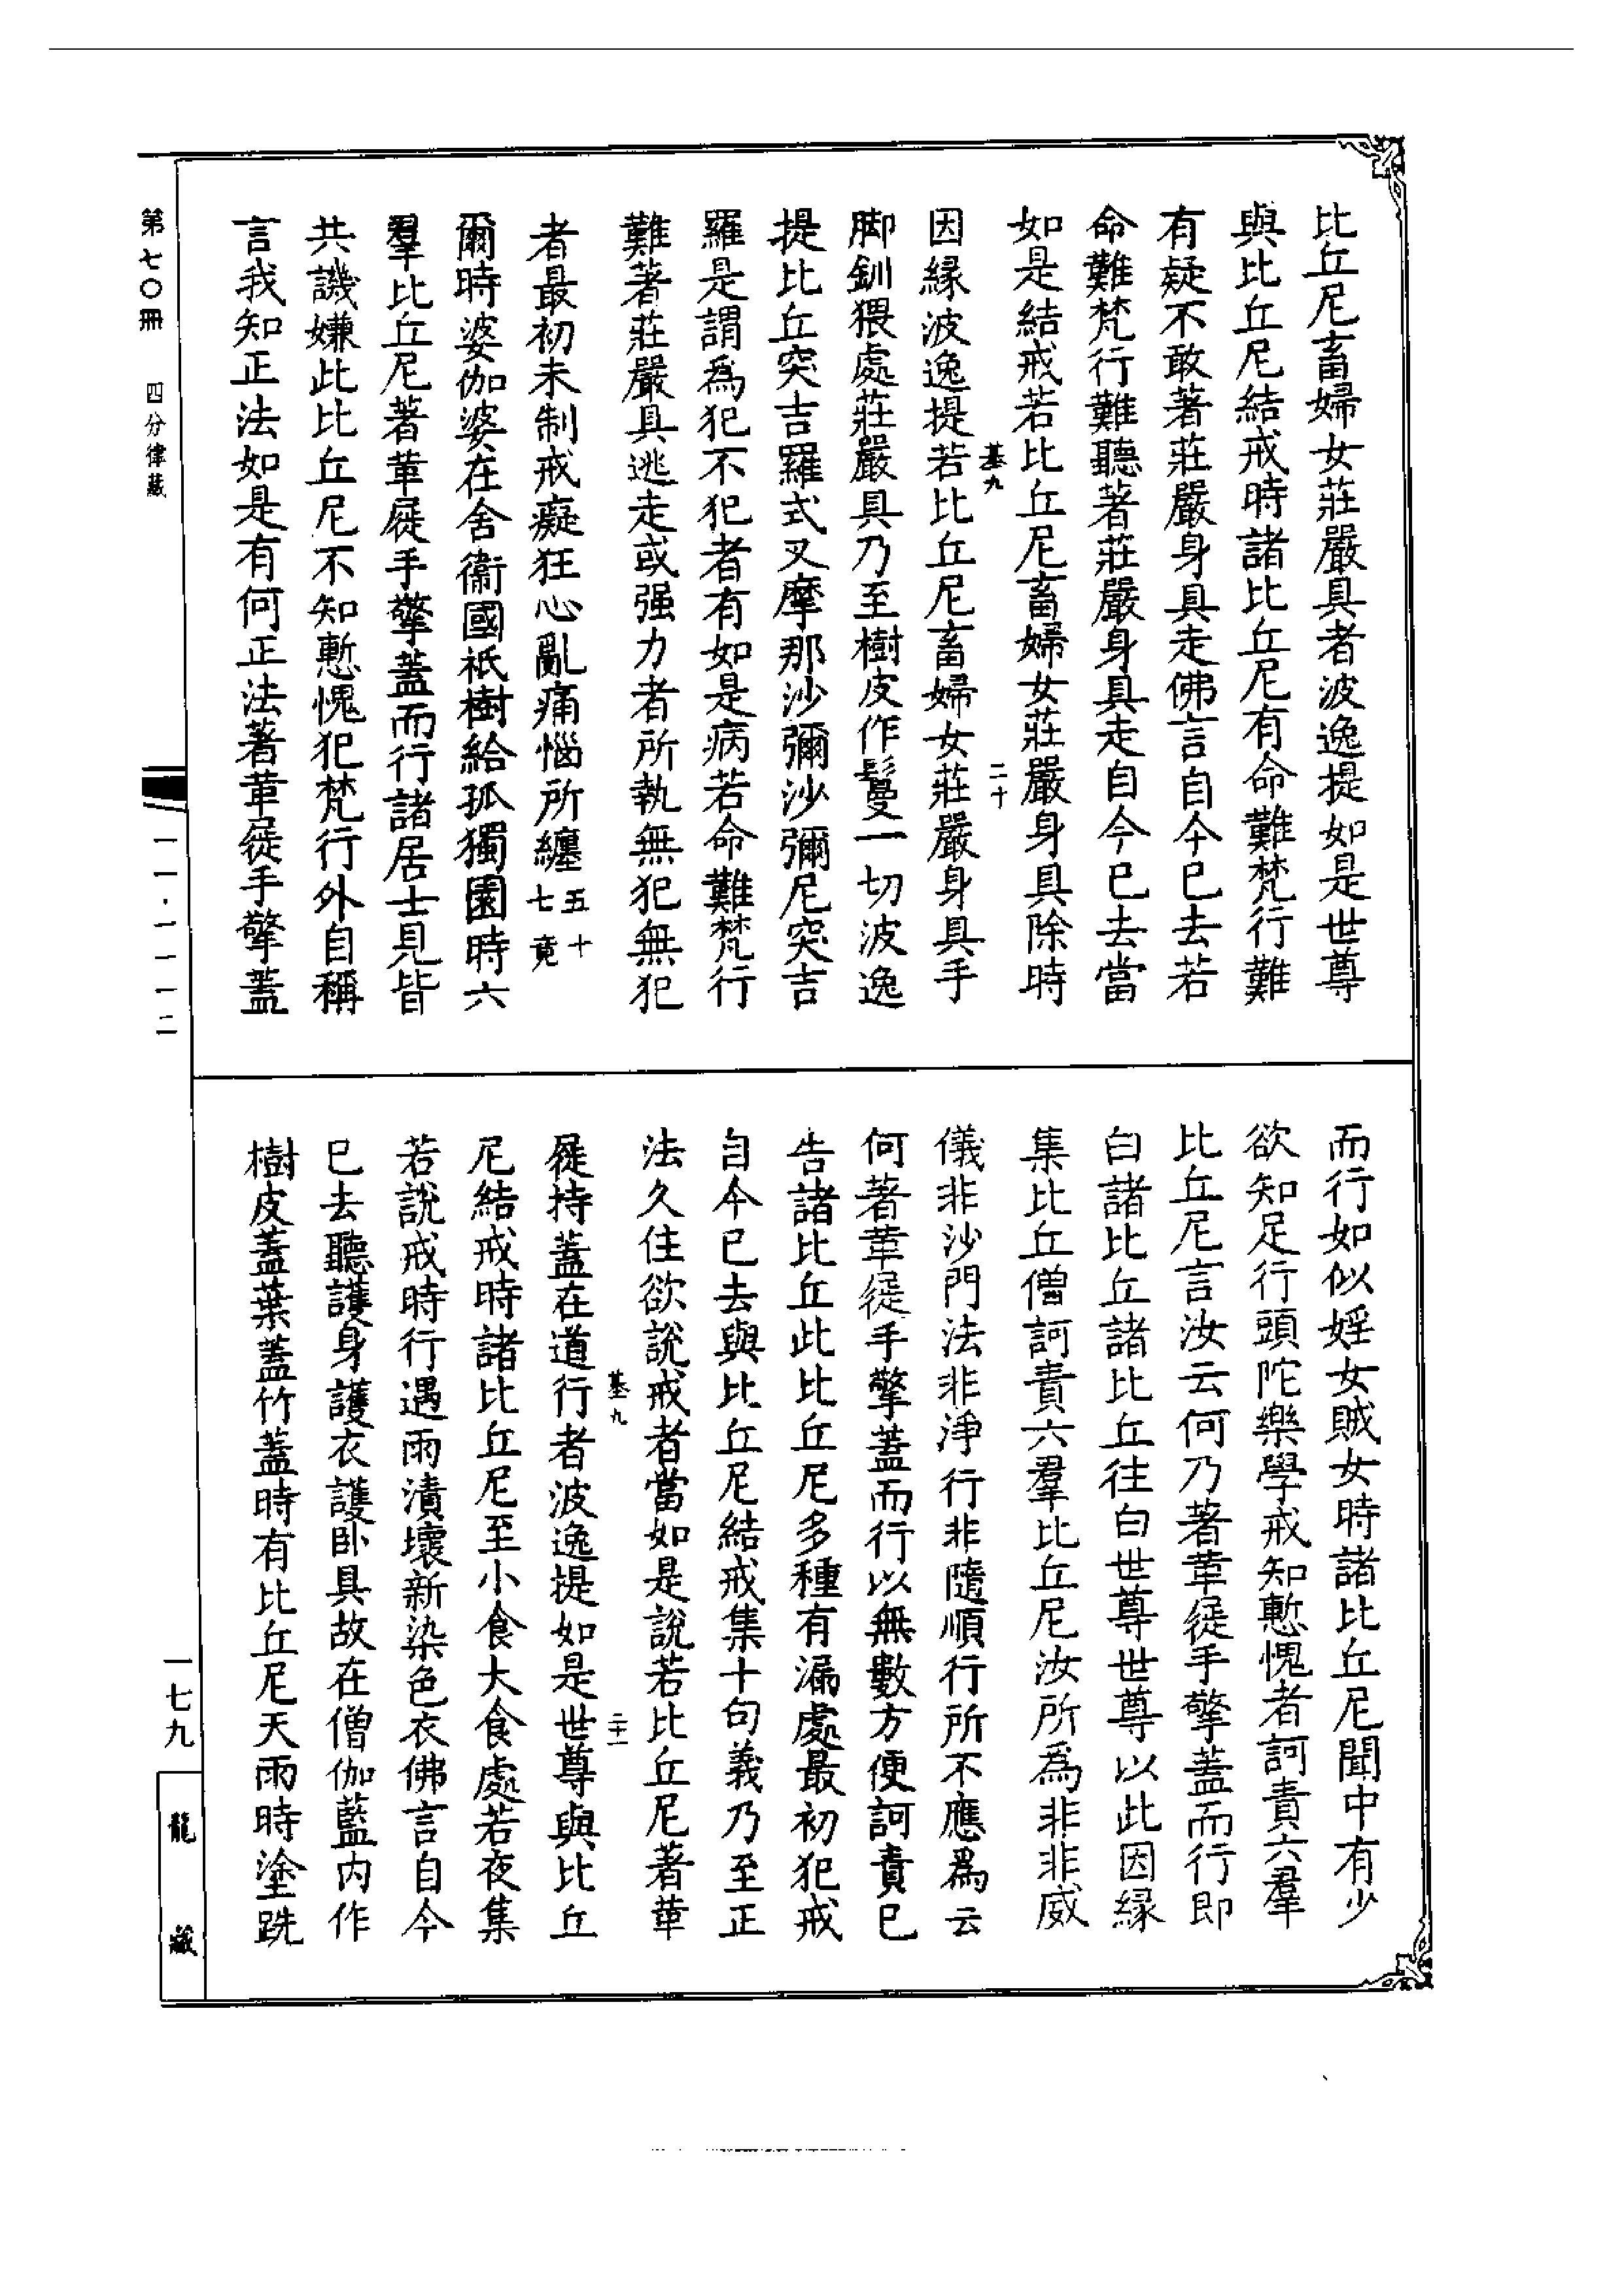 比丘尼畜婦女莊嚴具者波逸提如是世尊
與比丘尼結戒時諸比丘尼有命難梵行難
有疑不敢著莊嚴身具走佛言自今已去若
命難梵行難聽著莊嚴身具走自今已去當
如是結戒若比丘尼畜婦女莊嚴身具除時
基九
二十
因緣波逸提若比丘尼畜婦女莊嚴身具手
脚釧猥處莊嚴具乃至樹皮作鬘一切波逸
提比丘突吉羅式叉摩那沙彌沙彌尼突吉
羅是謂為犯不犯者有如是病若命難梵行
難著莊嚴具逃走或强力者所執無犯無犯
者最初未制戒癡狂心亂痛惱所纏五十七竟
爾時婆伽婆在舍衞國祇樹給孤獨園時六
羣比丘尼著革屣手擎蓋而行諸居士見皆
共譏嫌此比丘尼不知慙愧犯梵行外自稱
言我知正法如是有何正法著革屣手擎蓋
而行如似婬女賊女時諸比丘尼聞中有少
欲知足行頭陀樂學戒知慙愧者訶責六羣
比丘尼言汝云何乃著革屣手擎蓋而行即
白諸比丘諸比丘往白世尊世尊以此因緣
集比丘僧訶責六羣比丘尼汝所為非非威
儀非沙門法非淨行非隨順行所不應為云
何著革屣手擎蓋而行以無數方便訶責已
告諸比丘此比丘尼多種有漏處最初犯戒
自今已去與比丘尼結戒集十句義乃至正
法久住欲說戒者當如是說若比丘尼著革
基九
二十一
屣持蓋在道行者波逸提如是世尊與比丘
尼結戒時諸比丘尼至小食大食處若夜集
若說戒時行遇雨漬壞新染色衣佛言自今
已去聽護身護衣護臥具故在僧伽藍內作
樹皮蓋葉蓋竹蓋時有比丘尼天雨時塗跣
第七〇冊 四分律藏
一一·一一一二
一七九
龍藏